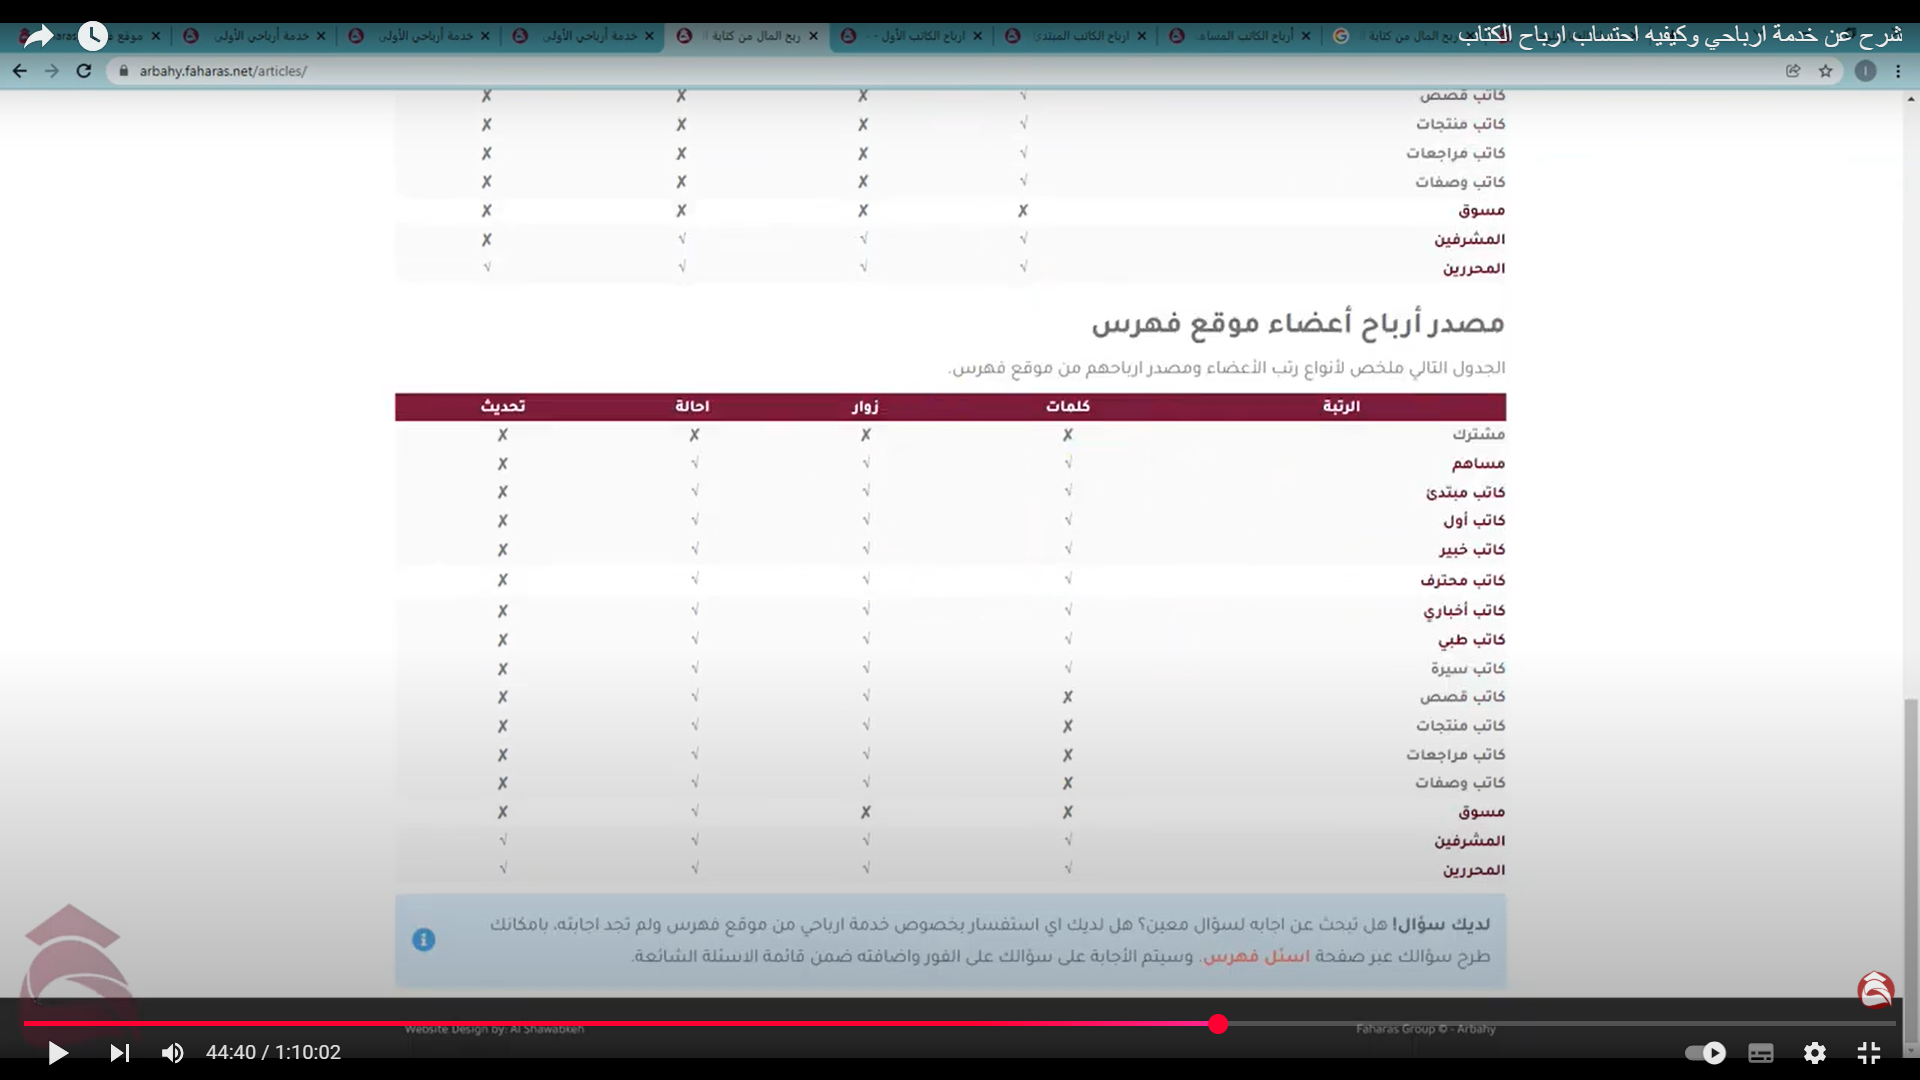 شرح عن خدمة ارباحي وكيفيه احتساب ارباح الكتاب
موقع
خدمة أرباحي الأولى
خدمة أرباحي الأولى
خدمة أرباحي الأولى
ربح المال من كتابة
ارباح الكاتب الأول
ارباح الكاتب المبتدئ
أرباح الكاتب المساهم
ربح المال من كتابة
arbahy.faharas.net/articles/
كاتب قصص √ ✗ ✗ ✗
كاتب منتجات √ ✗ ✗ ✗
كاتب مراجعات √ ✗ ✗ ✗
كاتب وصفات √ ✗ ✗ ✗
مسوق ✗ ✗ ✗ ✗
المشرفين √ √ √ ✗
المحررين √ √ √ √
مصدر أرباح أعضاء موقع فهرس
الجدول التالي ملخص لأنواع رتب الأعضاء ومصدر ارباحهم من موقع فهرس.
الرتبة كلمات زوار احالة تحديث
مشترك ✗ ✗ ✗ ✗
مساهم √ √ √ ✗
كاتب مبتدئ √ √ √ ✗
كاتب أول √ √ √ ✗
كاتب خبير √ √ √ ✗
كاتب محترف √ √ √ ✗
كاتب أخباري √ √ √ ✗
كاتب طبي √ √ √ ✗
كاتب سيرة √ √ √ ✗
كاتب قصص ✗ √ √ ✗
كاتب منتجات ✗ √ √ ✗
كاتب مراجعات ✗ √ √ ✗
كاتب وصفات ✗ √ √ ✗
مسوق ✗ ✗ √ ✗
المشرفين √ √ √ √
المحررين √ √ √ √
لديك سؤال! هل تبحث عن اجابه لسؤال معين؟ هل لديك اي استفسار بخصوص خدمة ارباحي من موقع فهرس ولم تجد اجابته، بامكانك
طرح سؤالك عبر صفحة اسئل فهرس. وسيتم الأجابة على سؤالك على الفور واضافته ضمن قائمة الاسئلة الشائعة.
Website Design by: Al Shawabkeh
Faharas Group © - Arbahy
44:40 / 1:10:02